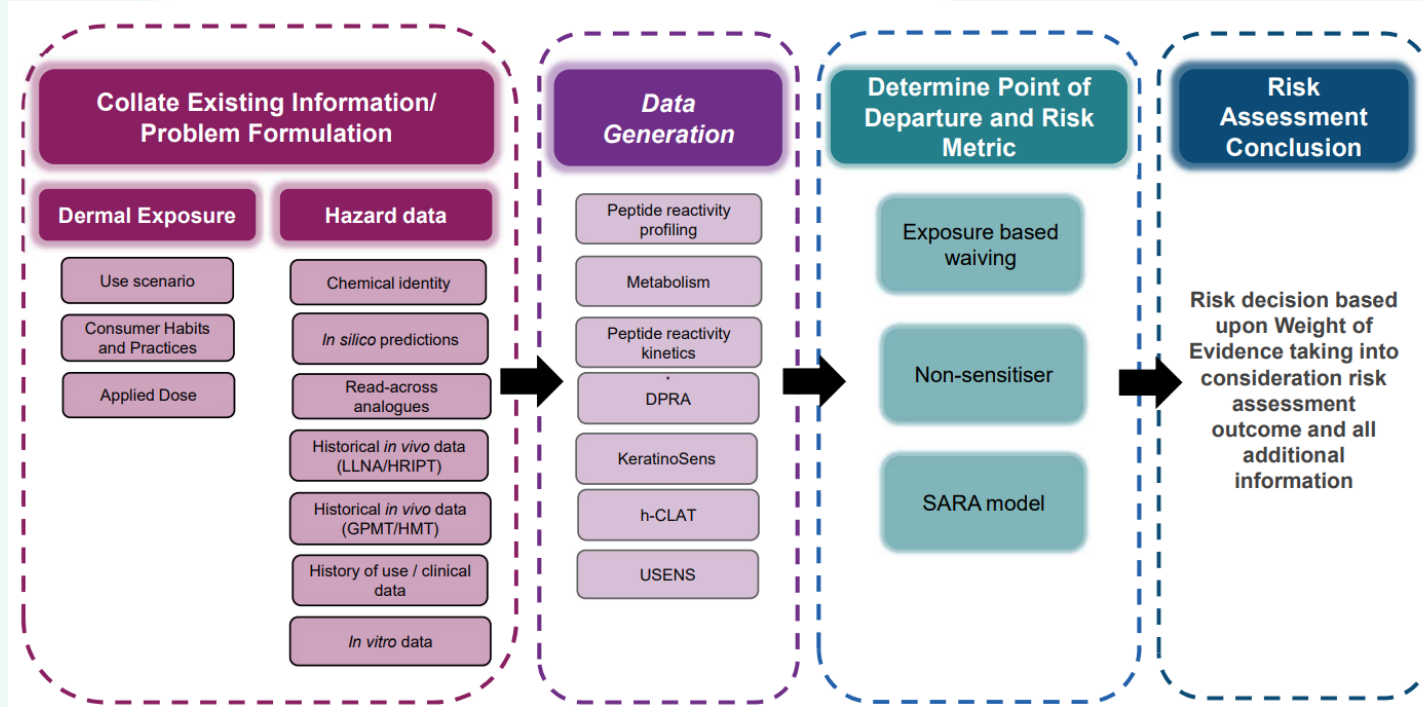 Collate Existing Information/
Problem Formulation
Dermal Exposure
Use scenario
Consumer Habits
and Practices
Applied Dose
Hazard data
Chemical identity
In silico predictions
Read-across
analogues
Historical in vivo data
(LLNA/HRIPT)
Historical in vivo data
(GPMT/HMT)
History of use / clinical
data
In vitro data
Data
Generation
Peptide reactivity
profiling
Metabolism
Peptide reactivity
kinetics
DPRA
KeratinoSens
h-CLAT
USENS
Determine Point of
Departure and Risk
Metric
Exposure based
waiving
Non-sensitiser
SARA model
Risk
Assessment
Conclusion
Risk decision based
upon Weight of
Evidence taking into
consideration risk
assessment
outcome and all
additional
information